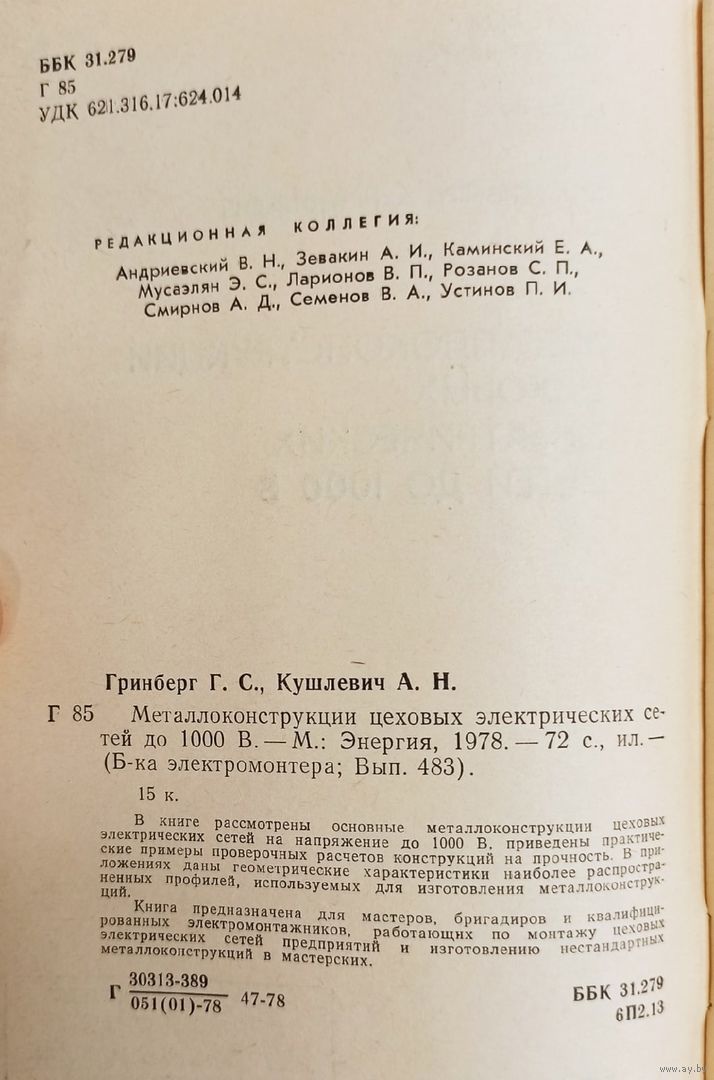 ББК 31.279
Г 85
УДК 621.316.17:624.014
РЕДАКЦИОННАЯ КОЛЛЕГИЯ:
Андриевский В. Н., Зевакин А. И., Каминский Е. А.,
Мусаэлян Э. С., Ларионов В. П., Розанов С. П.,
Смирнов А. Д., Семенов В. А., Устинов П. И.
Гринберг Г. С., Кушлевич А. Н.
Г 85 Металлоконструкции цеховых электрических се-
тей до 1000 В. — М.: Энергия, 1978. — 72 с., ил. —
(Б-ка электромонтера; Вып. 483).
15 к.
В книге рассмотрены основные металлоконструкции цеховых
электрических сетей на напряжение до 1000 В, приведены практиче-
ские примеры проверочных расчетов конструкций на прочность. В при-
ложениях даны геометрические характеристики наиболее распростра-
ненных профилей, используемых для изготовления металлоконструк-
ций.
Книга предназначена для мастеров, бригадиров и квалифици-
рованных электромонтажников, работающих по монтажу цеховых
электрических сетей предприятий и изготовлению нестандартных
металлоконструкций в мастерских.
Г 30313-389
051(01)-78 47-78
ББК 31.279
6П2.13
www.ay.by